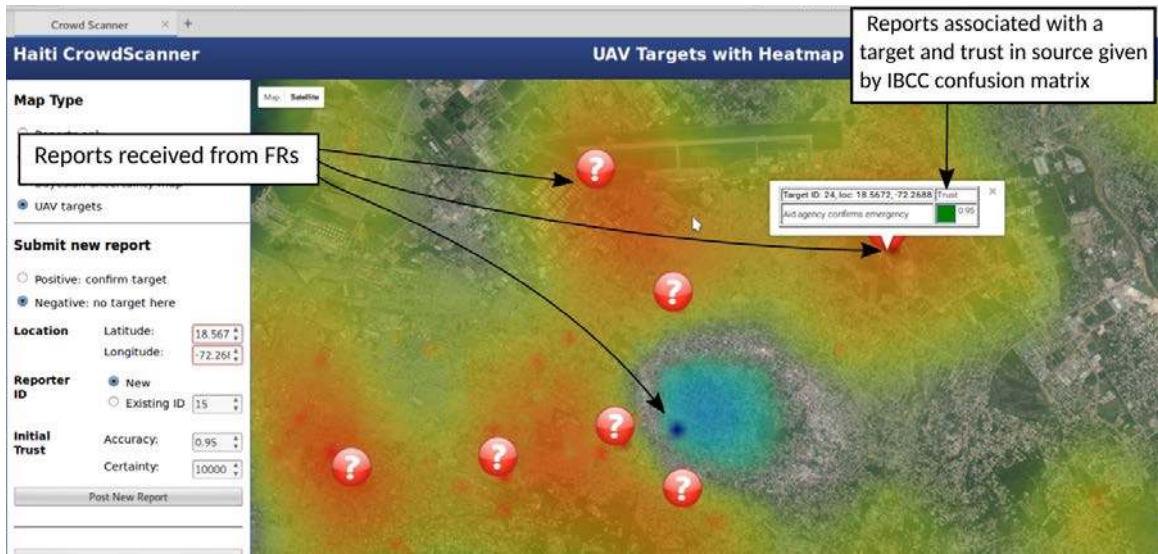 Crowd Scanner × +
Haiti CrowdScanner
UAV Targets with Heatmap
Reports associated with a
target and trust in source given
by IBCC confusion matrix
Map Type
Reports received from FRs
UAV targets
Submit new report
Positive: confirm target
Negative: no target here
Location
Latitude:
18.567
Longitude:
Reporter
ID
New
Existing ID
15
Initial
Trust
Accuracy:
0.95
Certainty:
10000
Post New Report
Map Satellite
Target ID: 24, loc: 18.5672, -72.2688 Trust
Aid agency confirms emergency 0.95
×
?
?
?
?
?
?